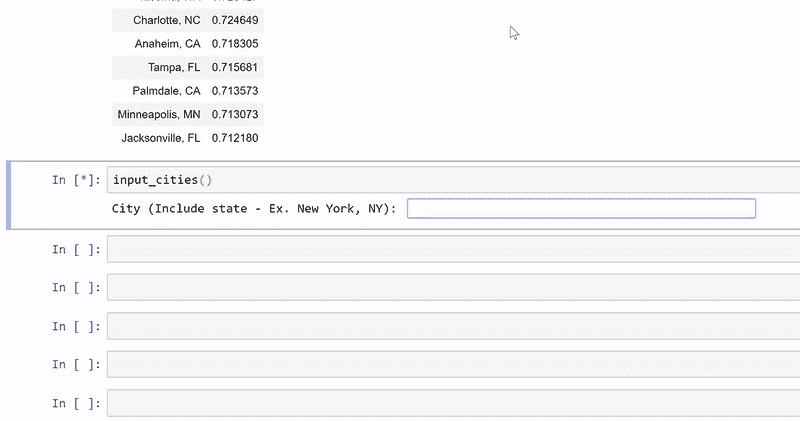 Charlotte, NC 0.724649
Anaheim, CA 0.718305
Tampa, FL 0.715681
Palmdale, CA 0.713573
Minneapolis, MN 0.713073
Jacksonville, FL 0.712180
In [*]: input_cities()
City (Include state - Ex. New York, NY):
In [ ]:
In [ ]:
In [ ]:
In [ ]:
In [ ]: